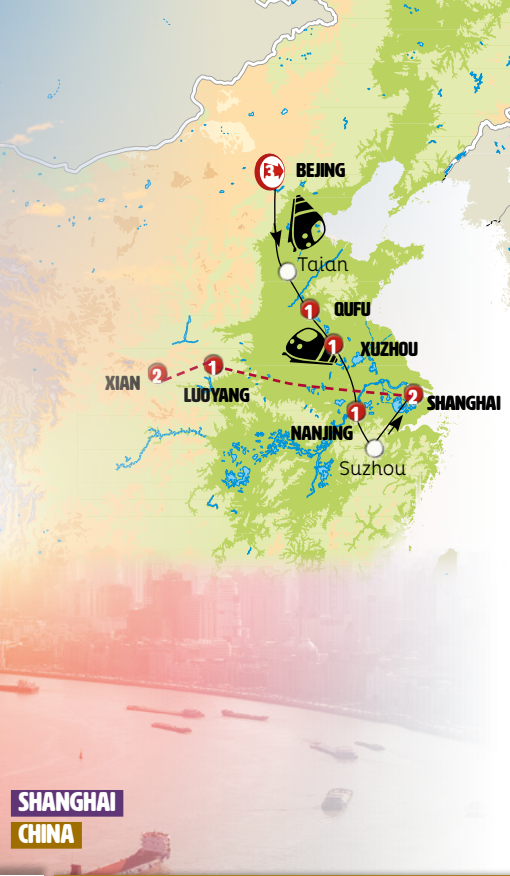 3
BEJING
Taian
1
QUFU
1
XUZHOU
XIAN
2
1
LUOYANG
2
SHANGHAI
1
NANJING
Suzhou
SHANGHAI
CHINA